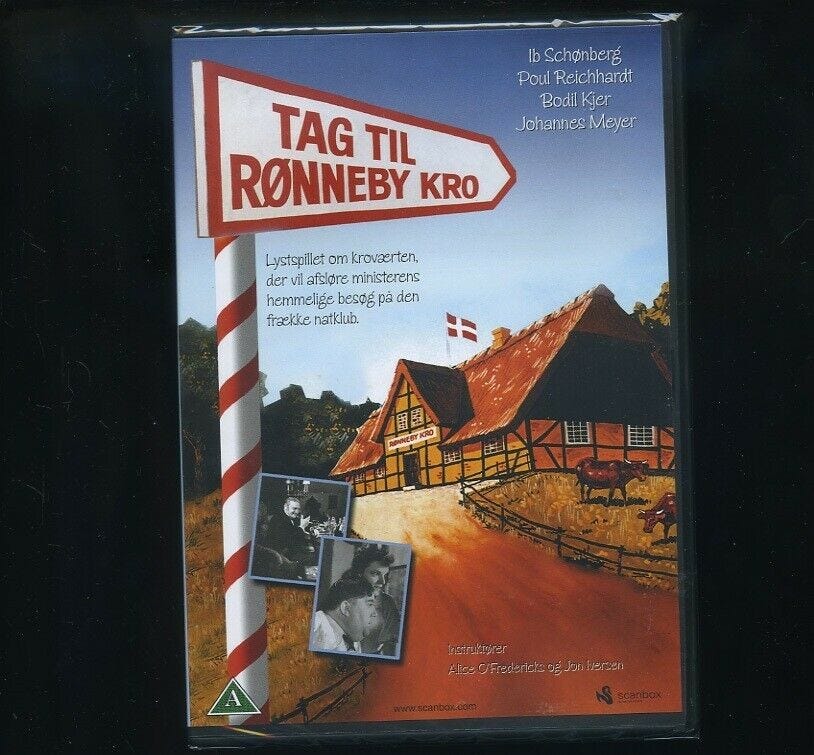 Ib Schønberg
Poul Reichhardt
Bodil Kjer
Johannes Meyer
TAG TIL
RØNNEBY KRO
Lystspillet om kroværten,
der vil afsløre ministerens
hemmelige besøg på den
frække natklub.
RØNNEBY KRO
Instruktører
Alice O'Fredericks og Jon Iversen
A
www.scanbox.com
scanbox